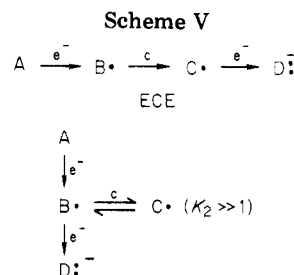 Scheme V
A —e⁻→ B• —c→ C• —e⁻→ D:⁻
ECE
A
↓e⁻
B• ⇌c C• (K₂ >> 1)
↓e⁻
D:⁻